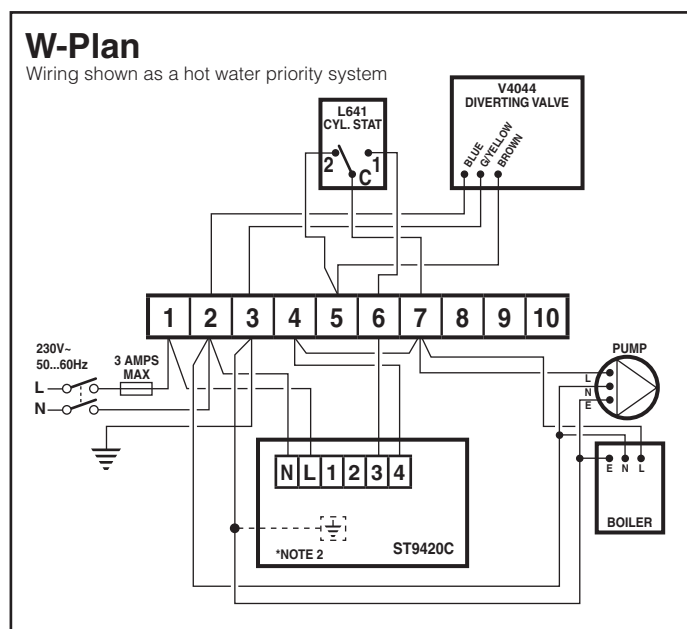 W-Plan
Wiring shown as a hot water priority system
L641
CYL. STAT
2
1
C
V4044
DIVERTING VALVE
BLUE
G/YELLOW
BROWN
1 2 3 4 5 6 7 8 9 10
230V~
50...60Hz
3 AMPS
MAX
L
N
PUMP
L
N
E
N L 1 2 3 4
E N L
BOILER
*NOTE 2
ST9420C